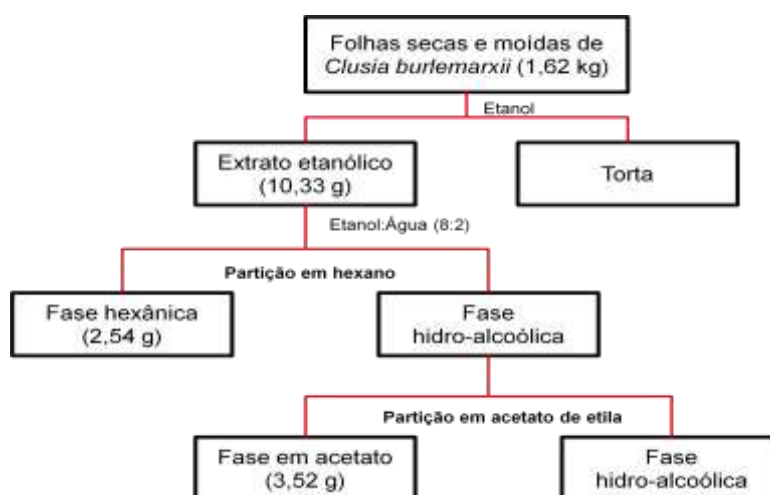 Folhas secas e moídas de
Clusia burlemarxii (1,62 kg)
Etanol
Extrato etanólico
(10,33 g)
Torta
Etanol:Água (8:2)
Partição em hexano
Fase hexânica
(2,54 g)
Fase
hidro-alcoólica
Partição em acetato de etila
Fase em acetato
(3,52 g)
Fase
hidro-alcoólica